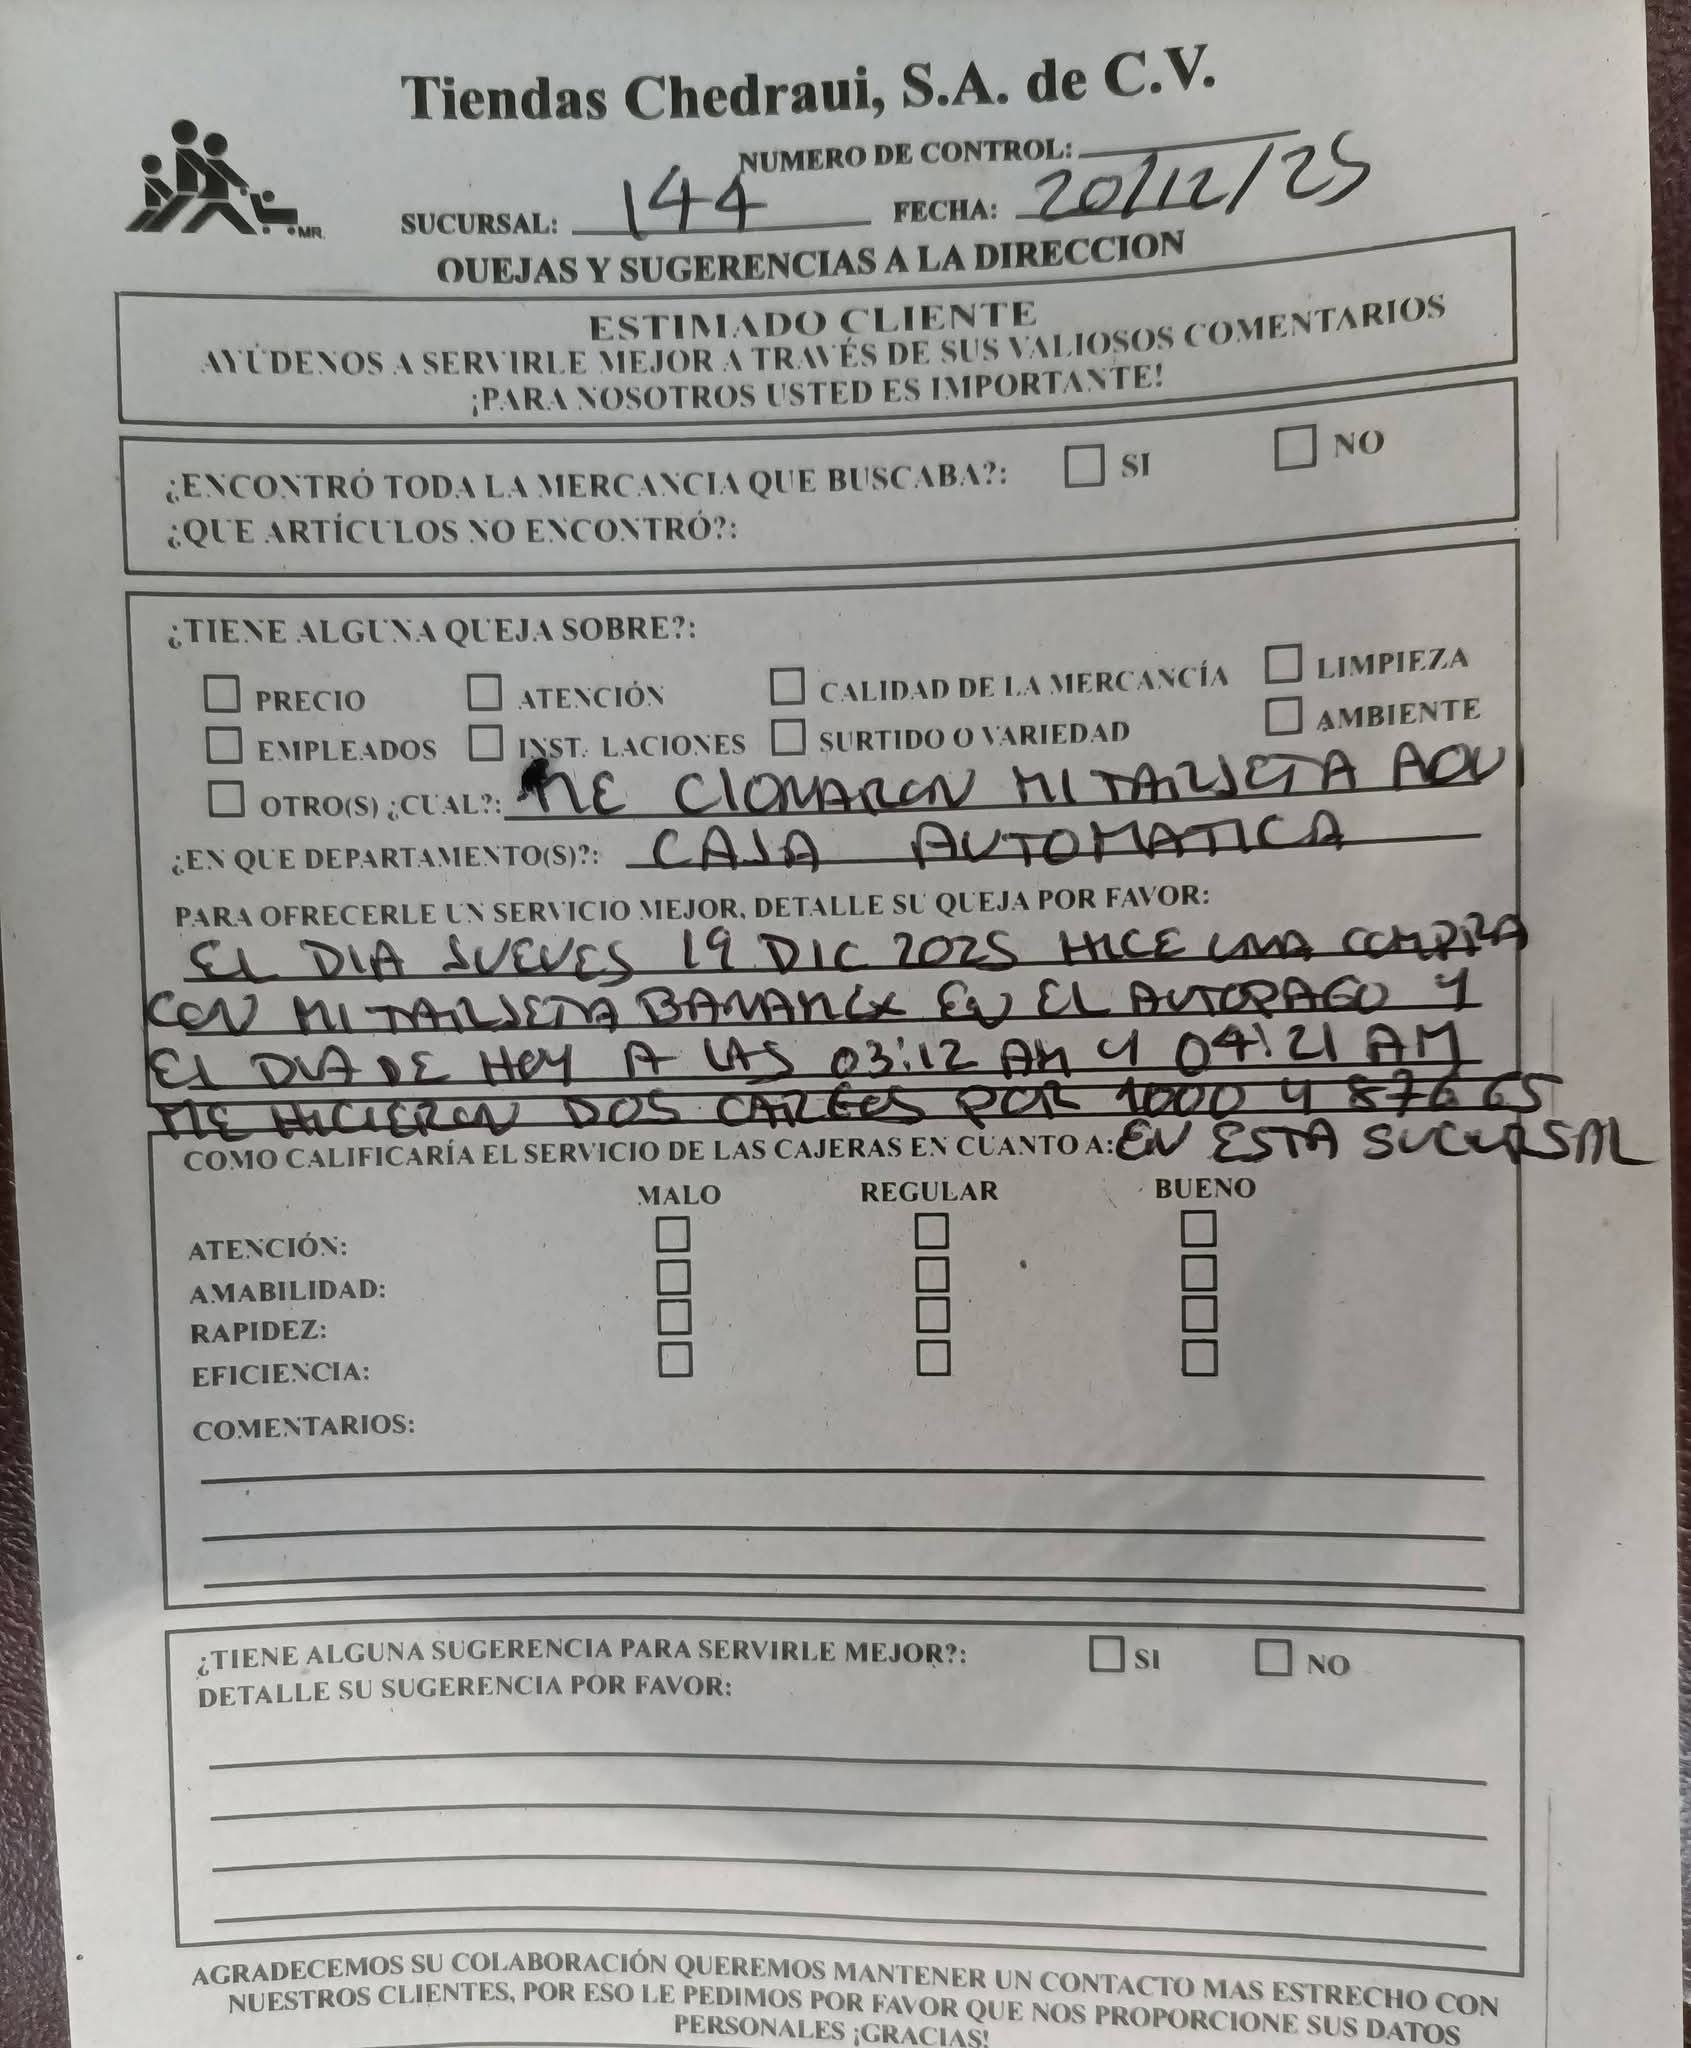 Tiendas Chedraui, S.A. de C.V.
NUMERO DE CONTROL:
SUCURSAL: 144 FECHA: 20/12/25
MR.
QUEJAS Y SUGERENCIAS A LA DIRECCION
ESTIMADO CLIENTE
AYÚDENOS A SERVIRLE MEJOR A TRAVÉS DE SUS VALIOSOS COMENTARIOS
¡PARA NOSOTROS USTED ES IMPORTANTE!
¿ENCONTRÓ TODA LA MERCANCIA QUE BUSCABA?: SI NO
¿QUE ARTÍCULOS NO ENCONTRÓ?:
¿TIENE ALGUNA QUEJA SOBRE?:
PRECIO ATENCIÓN CALIDAD DE LA MERCANCÍA LIMPIEZA
EMPLEADOS INST. LACIONES SURTIDO O VARIEDAD AMBIENTE
OTRO(S) ¿CUAL?: ME CLONARON MI TARJETA AQUI
¿EN QUE DEPARTAMENTO(S)?: CAJA AUTOMATICA
PARA OFRECERLE UN SERVICIO MEJOR, DETALLE SU QUEJA POR FAVOR:
EL DIA JUEVES 19 DIC 2025 HICE UNA COMPRA
CON MI TARJETA BANAMEX EN EL AUTOPAGO Y
EL DIA DE HOY A LAS 03:12 AM Y 04:21 AM
ME HICIERON DOS CARGOS POR 1000 Y 876 65
COMO CALIFICARÍA EL SERVICIO DE LAS CAJERAS EN CUANTO A: EN ESTA SUCURSAL
MALO REGULAR BUENO
ATENCIÓN:
AMABILIDAD:
RAPIDEZ:
EFICIENCIA:
COMENTARIOS:
¿TIENE ALGUNA SUGERENCIA PARA SERVIRLE MEJOR?: SI NO
DETALLE SU SUGERENCIA POR FAVOR:
AGRADECEMOS SU COLABORACIÓN QUEREMOS MANTENER UN CONTACTO MAS ESTRECHO CON
NUESTROS CLIENTES, POR ESO LE PEDIMOS POR FAVOR QUE NOS PROPORCIONE SUS DATOS
PERSONALES ¡GRACIAS!